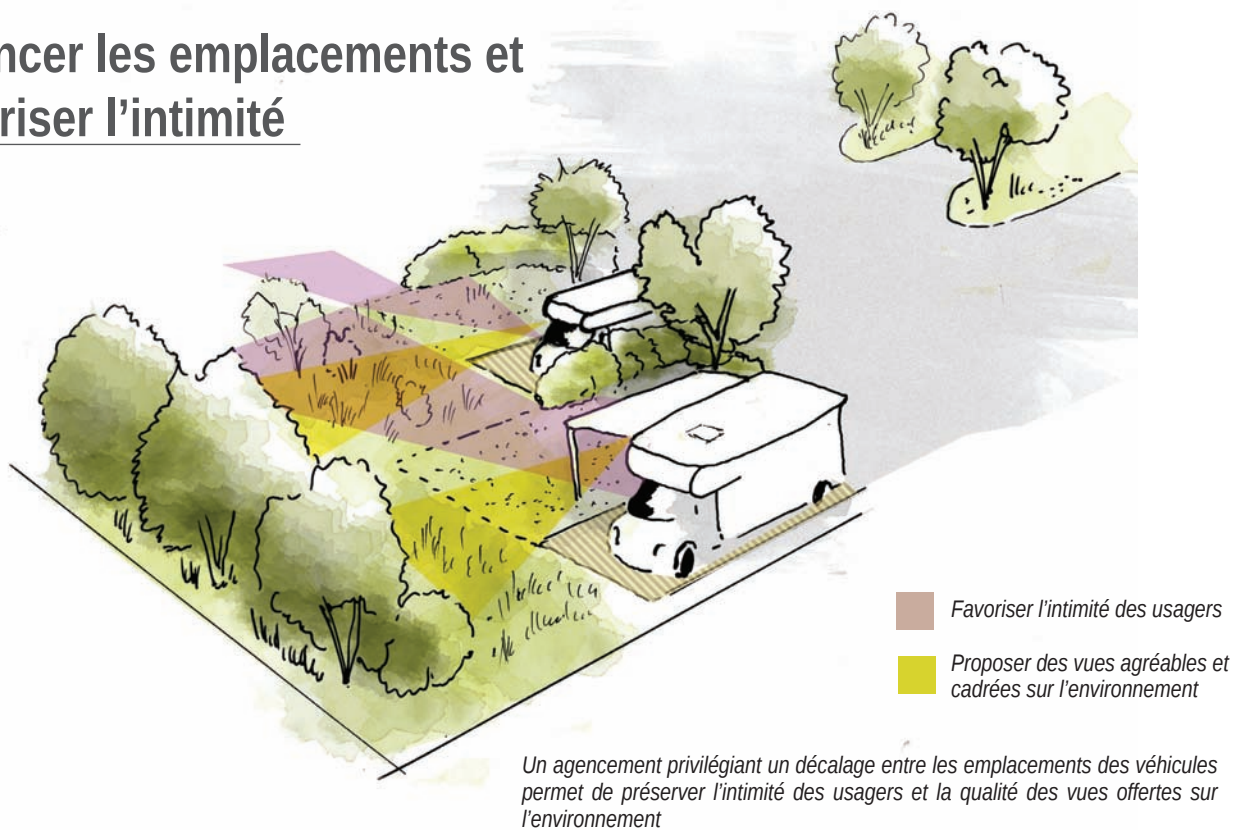 ncer les emplacements et
riser l’intimité
Favoriser l’intimité des usagers
Proposer des vues agréables et
cadrées sur l’environnement
Un agencement privilégiant un décalage entre les emplacements des véhicules
permet de préserver l’intimité des usagers et la qualité des vues offertes sur
l’environnement